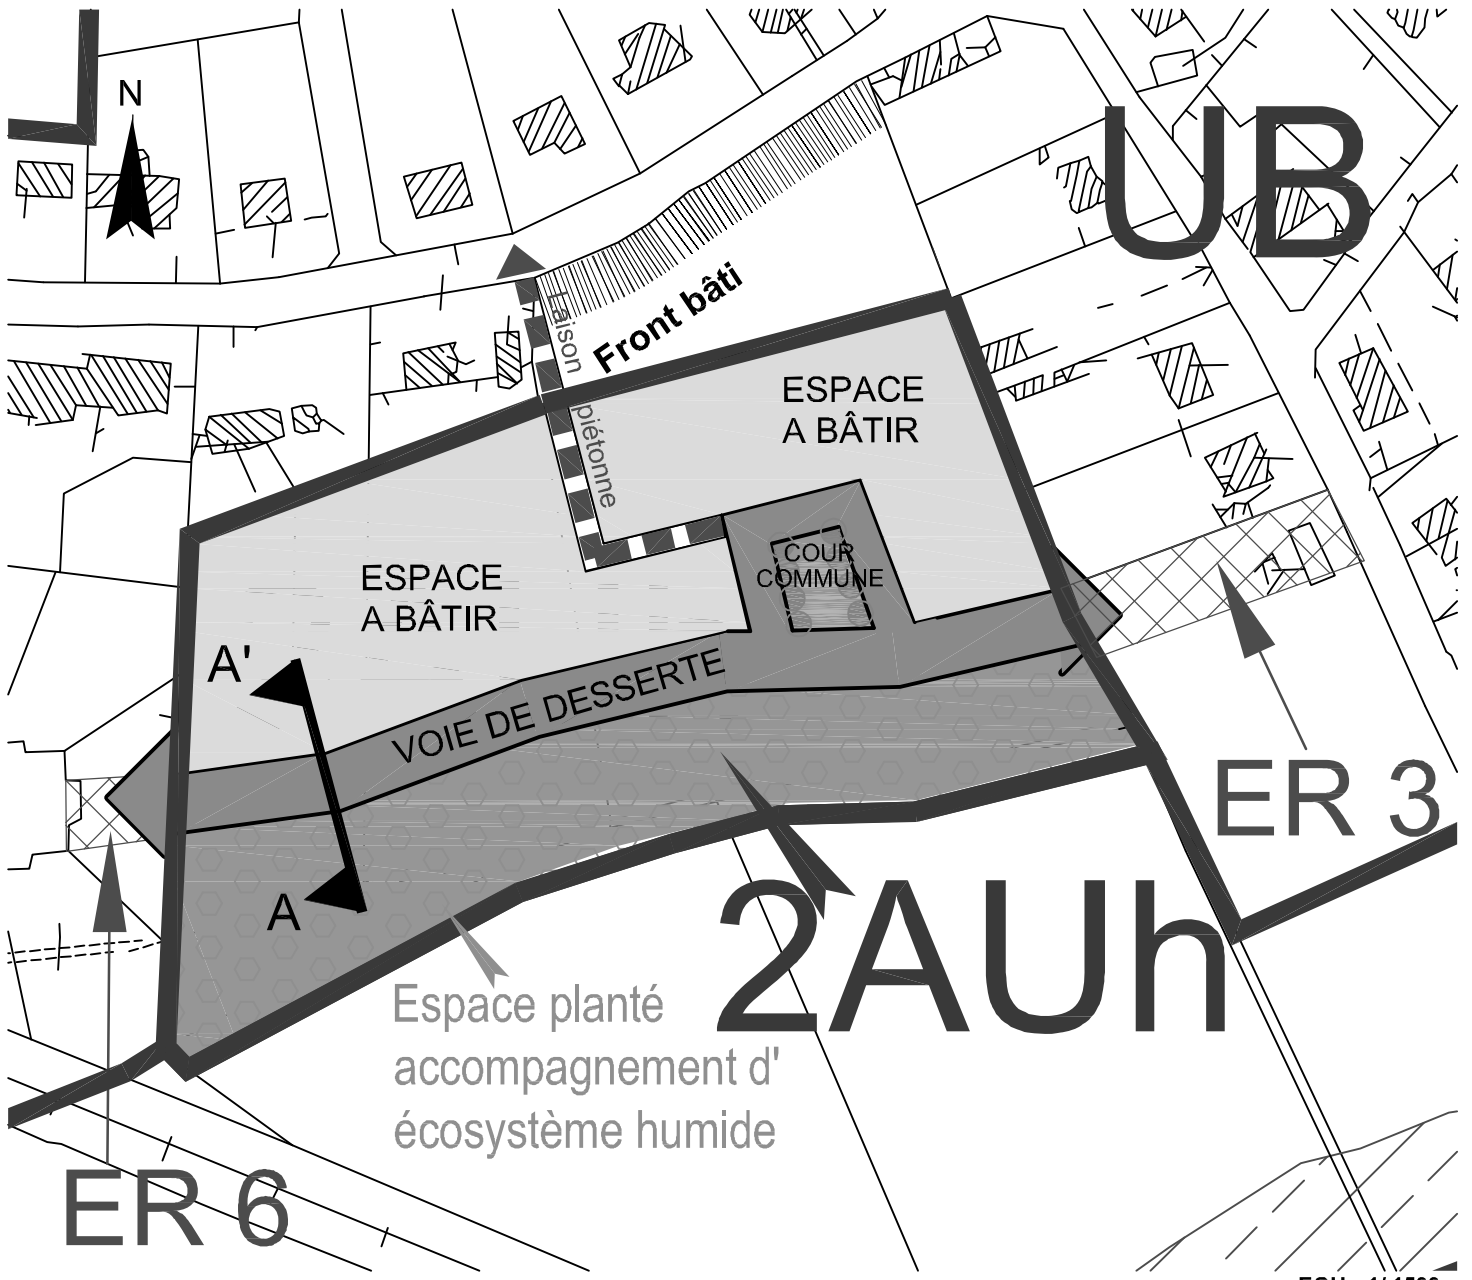 N
UB
Laison
piétonne
Front bâti
ESPACE
A BÂTIR
ESPACE
A BÂTIR
COUR
COMMUNE
A'
VOIE DE DESSERTE
A
ER 3
2AUh
Espace planté
accompagnement d'
écosystème humide
ER 6